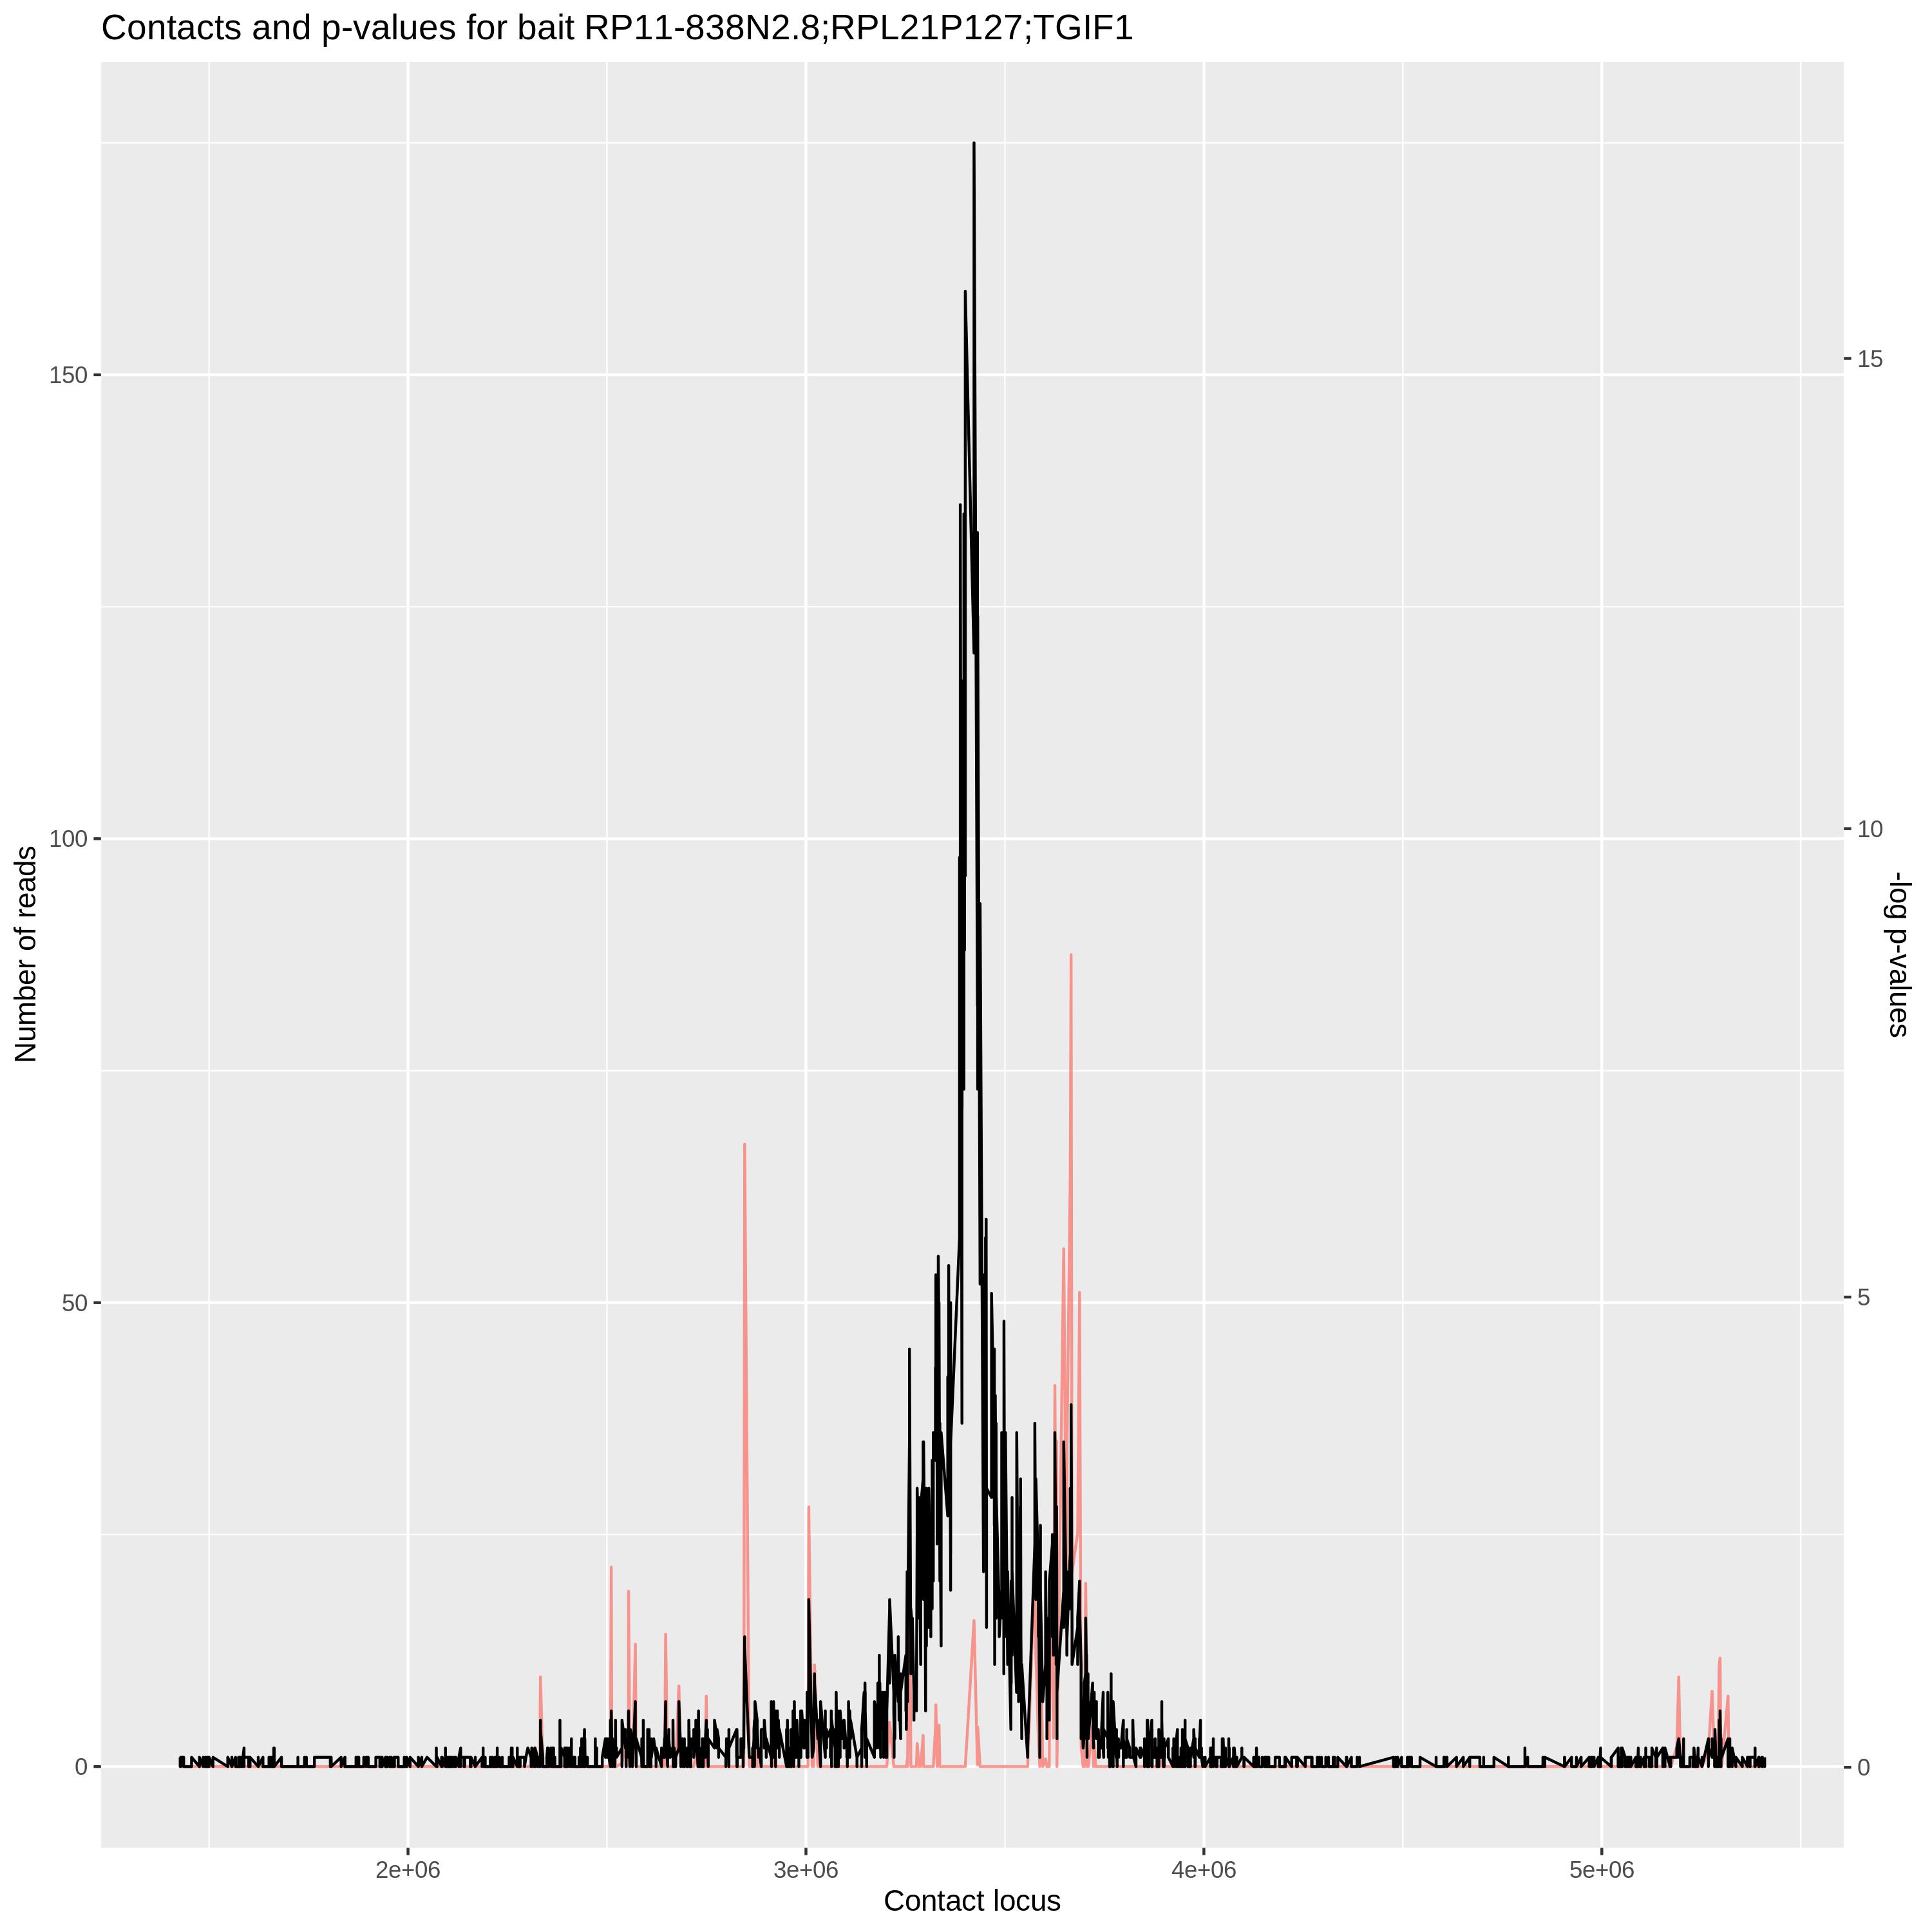 Contacts and p-values for bait RP11-838N2.8;RPL21P127;TGIF1
150
100
50
0
Number of reads
15
10
5
0
-log p-values
2e+06 3e+06 4e+06 5e+06
Contact locus